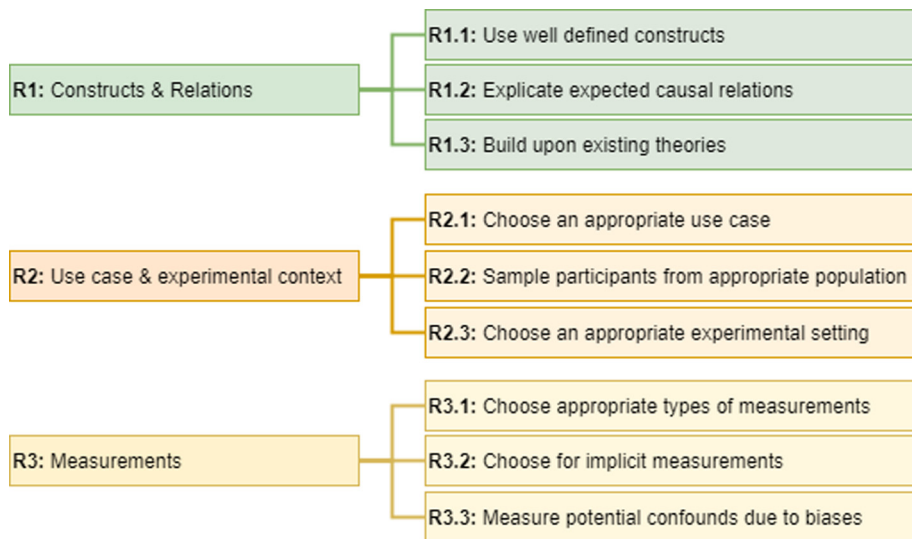 R1: Constructs & Relations
R1.1: Use well defined constructs
R1.2: Explicate expected causal relations
R1.3: Build upon existing theories
R2: Use case & experimental context
R2.1: Choose an appropriate use case
R2.2: Sample participants from appropriate population
R2.3: Choose an appropriate experimental setting
R3: Measurements
R3.1: Choose appropriate types of measurements
R3.2: Choose for implicit measurements
R3.3: Measure potential confounds due to biases